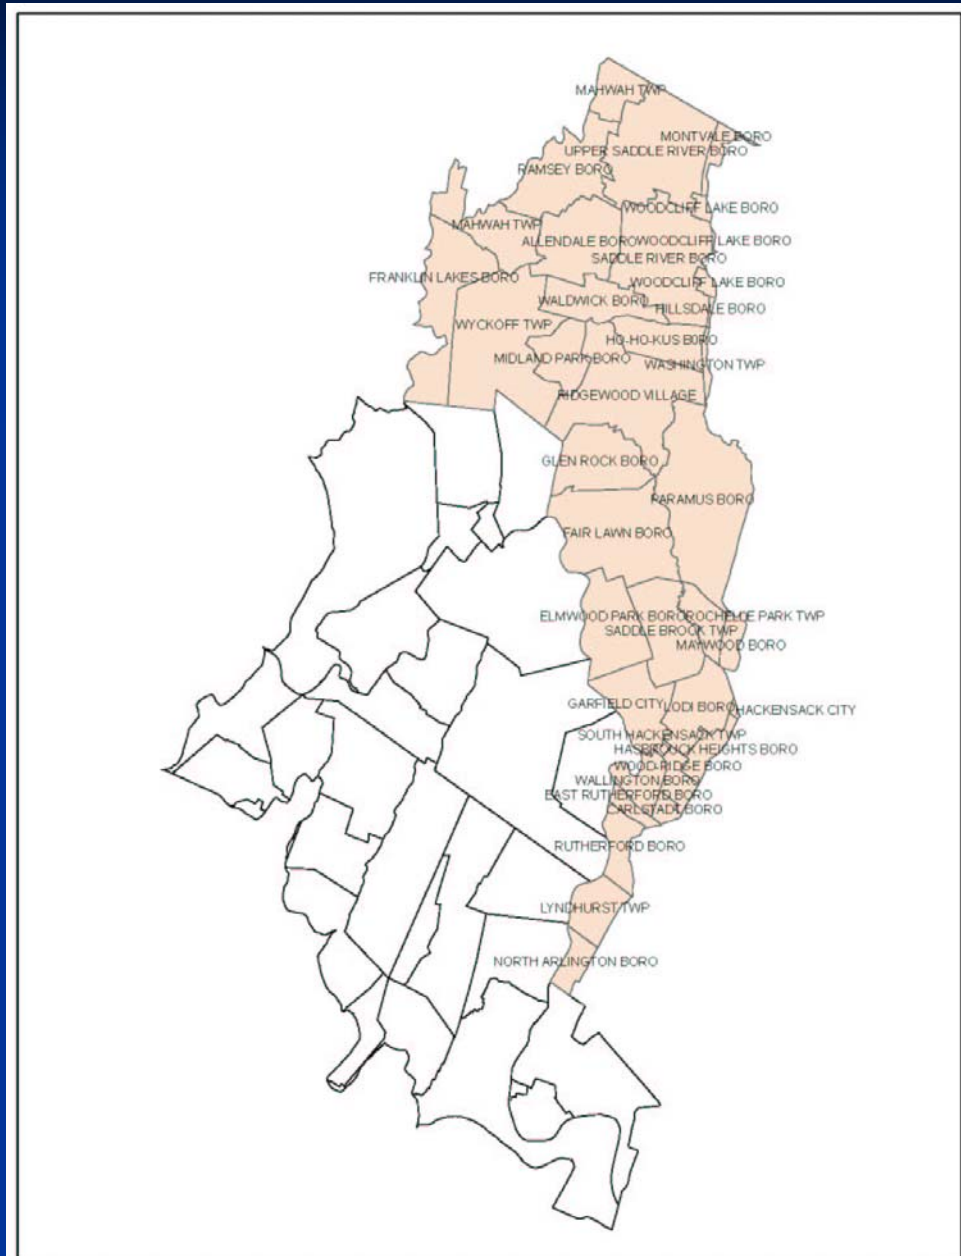 MAHWAH TWP
MONTVALE BORO
UPPER SADDLE RIVER BORO
RAMSEY BORO
WOODCLIFF LAKE BORO
MAHWAH TWP
ALLENDALE BORO
WOODCLIFF LAKE BORO
SADDLE RIVER BORO
FRANKLIN LAKES BORO
WOODCLIFF LAKE BORO
WALDWICK BORO
HILLSDALE BORO
WYCKOFF TWP
HO-HO-KUS BORO
MIDLAND PARK BORO
WASHINGTON TWP
RIDGEWOOD VILLAGE
GLEN ROCK BORO
PARAMUS BORO
FAIR LAWN BORO
ELMWOOD PARK BORO
ROCHELLE PARK TWP
SADDLE BROOK TWP
MAYWOOD BORO
GARFIELD CITY
LODI BORO
HACKENSACK CITY
SOUTH HACKENSACK TWP
HASBROUCK HEIGHTS BORO
WOOD-RIDGE BORO
WALLINGTON BORO
EAST RUTHERFORD BORO
CARLSTADT BORO
RUTHERFORD BORO
LYNDHURST TWP
NORTH ARLINGTON BORO